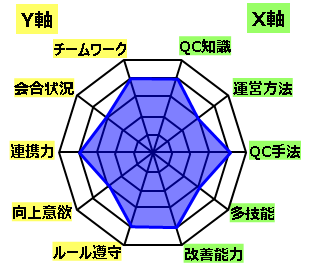 Y軸
X軸
チームワーク
QC知識
会合状況
運営方法
連携力
QC手法
向上意欲
多技能
ルール遵守
改善能力